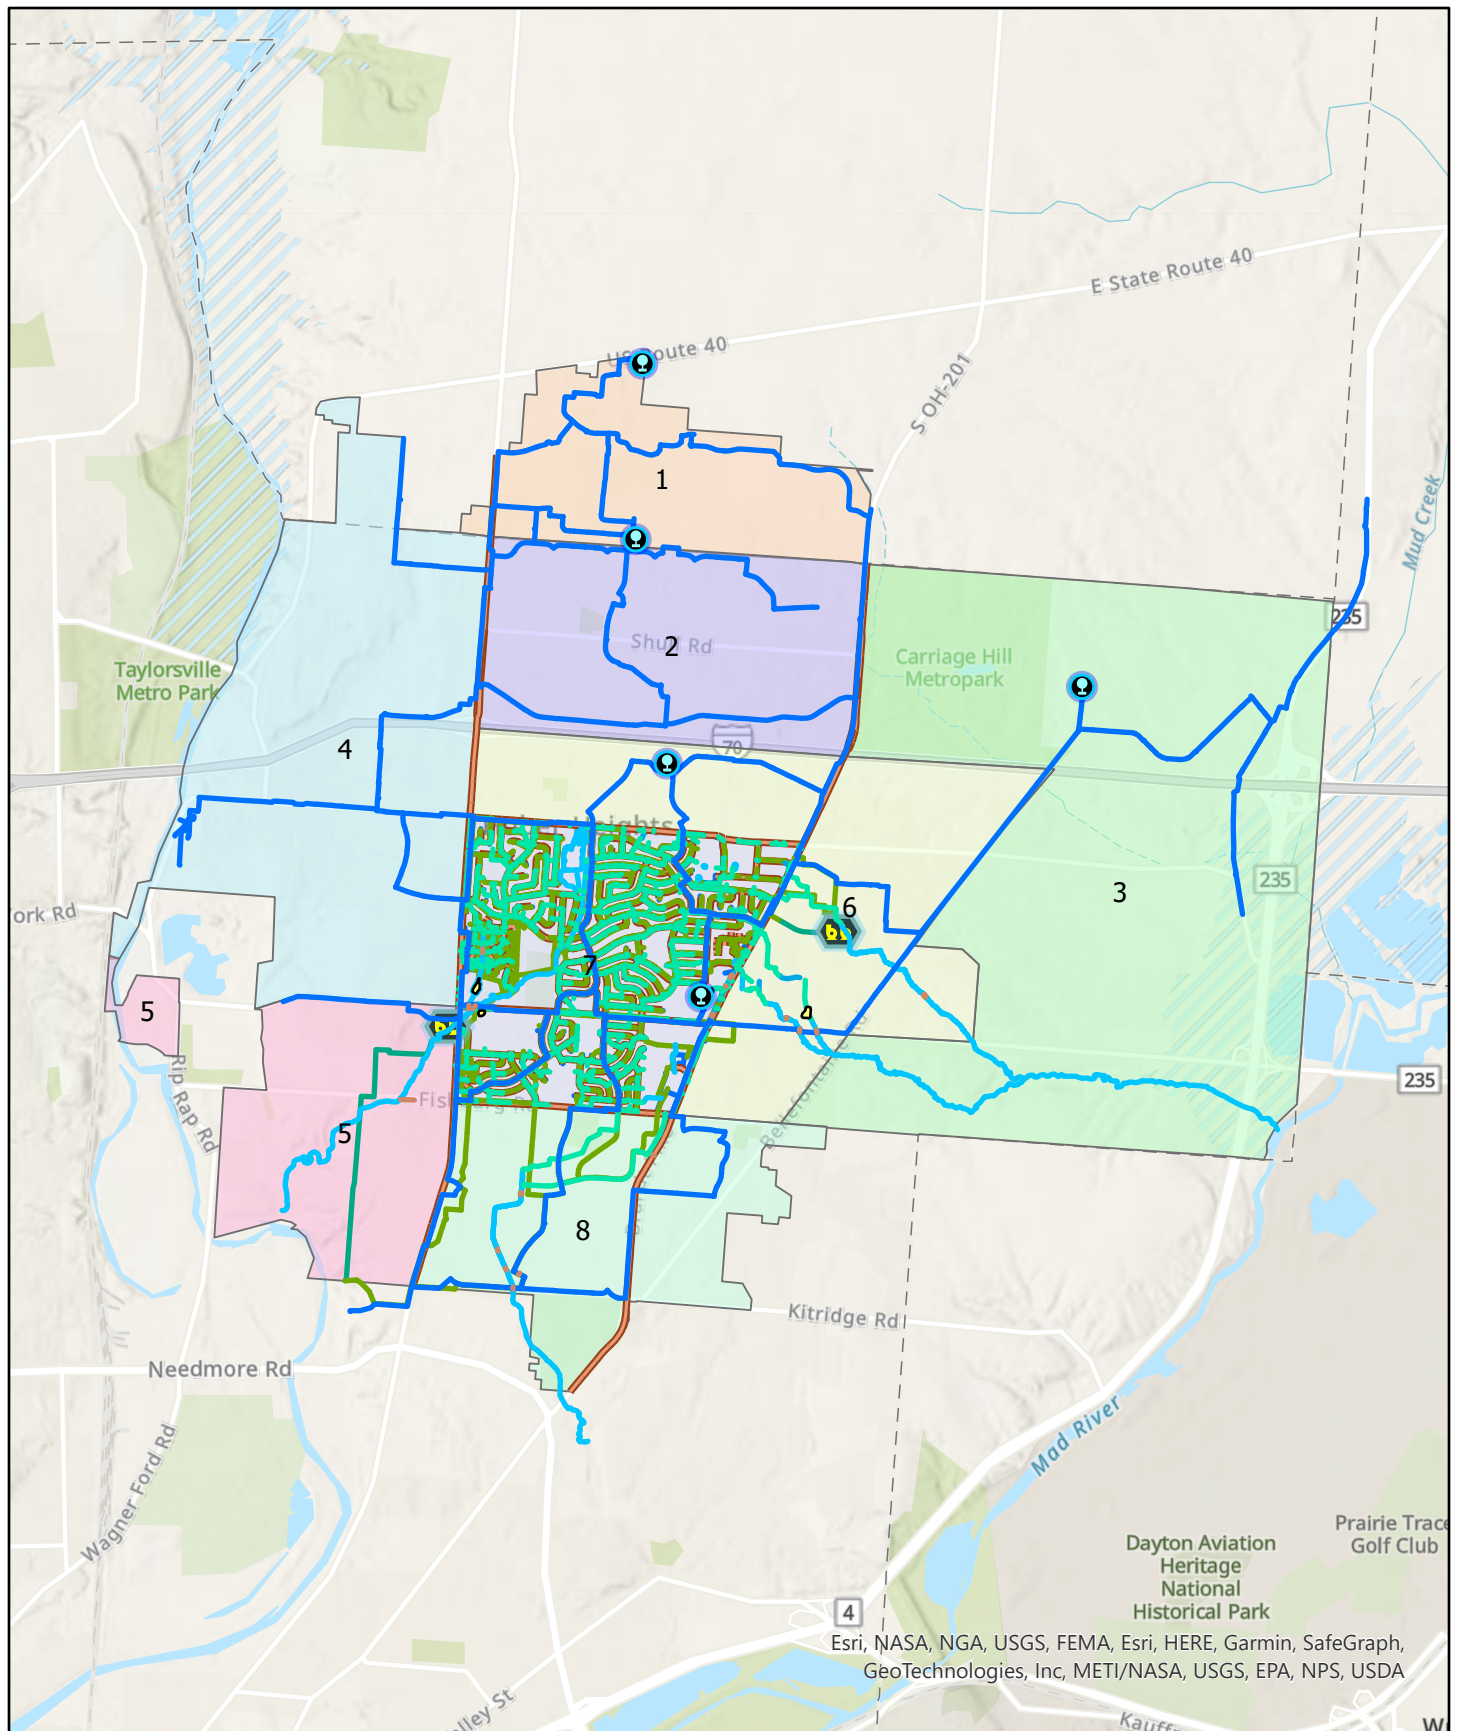 E State Route 40
US Route 40
S OH-201
1
Mud Creek
235
Shull Rd
2
Carriage Hill
Metropark
Taylorsville
Metro Park
70
4
Heights
235
3
6
7
5
235
Rip Rap Rd
5
8
Kitridge Rd
Needmore Rd
Mad River
Wagner Ford Rd
Prairie Trace
Golf Club
Dayton Aviation
Heritage
National
Historical Park
4
Esri, NASA, NGA, USGS, FEMA, Esri, HERE, Garmin, SafeGraph,
GeoTechnologies, Inc, METI/NASA, USGS, EPA, NPS, USDA